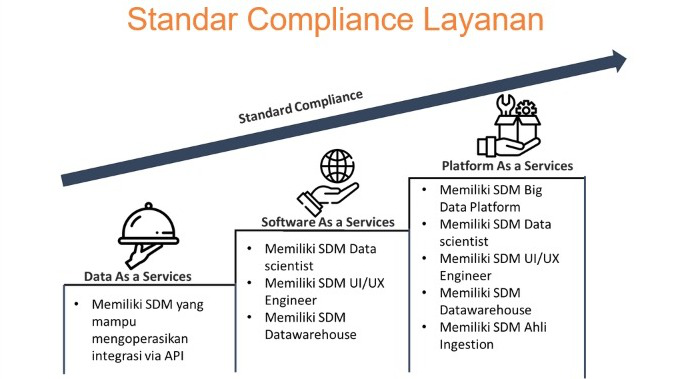 Standar Compliance Layanan
Standard Compliance
Data As a Services
• Memiliki SDM yang
mampu
mengoperasikan
integrasi via API
Software As a Services
• Memiliki SDM Data
scientist
• Memiliki SDM UI/UX
Engineer
• Memiliki SDM
Datawarehouse
Platform As a Services
• Memiliki SDM Big
Data Platform
• Memiliki SDM Data
scientist
• Memiliki SDM UI/UX
Engineer
• Memiliki SDM
Datawarehouse
• Memiliki SDM Ahli
Ingestion